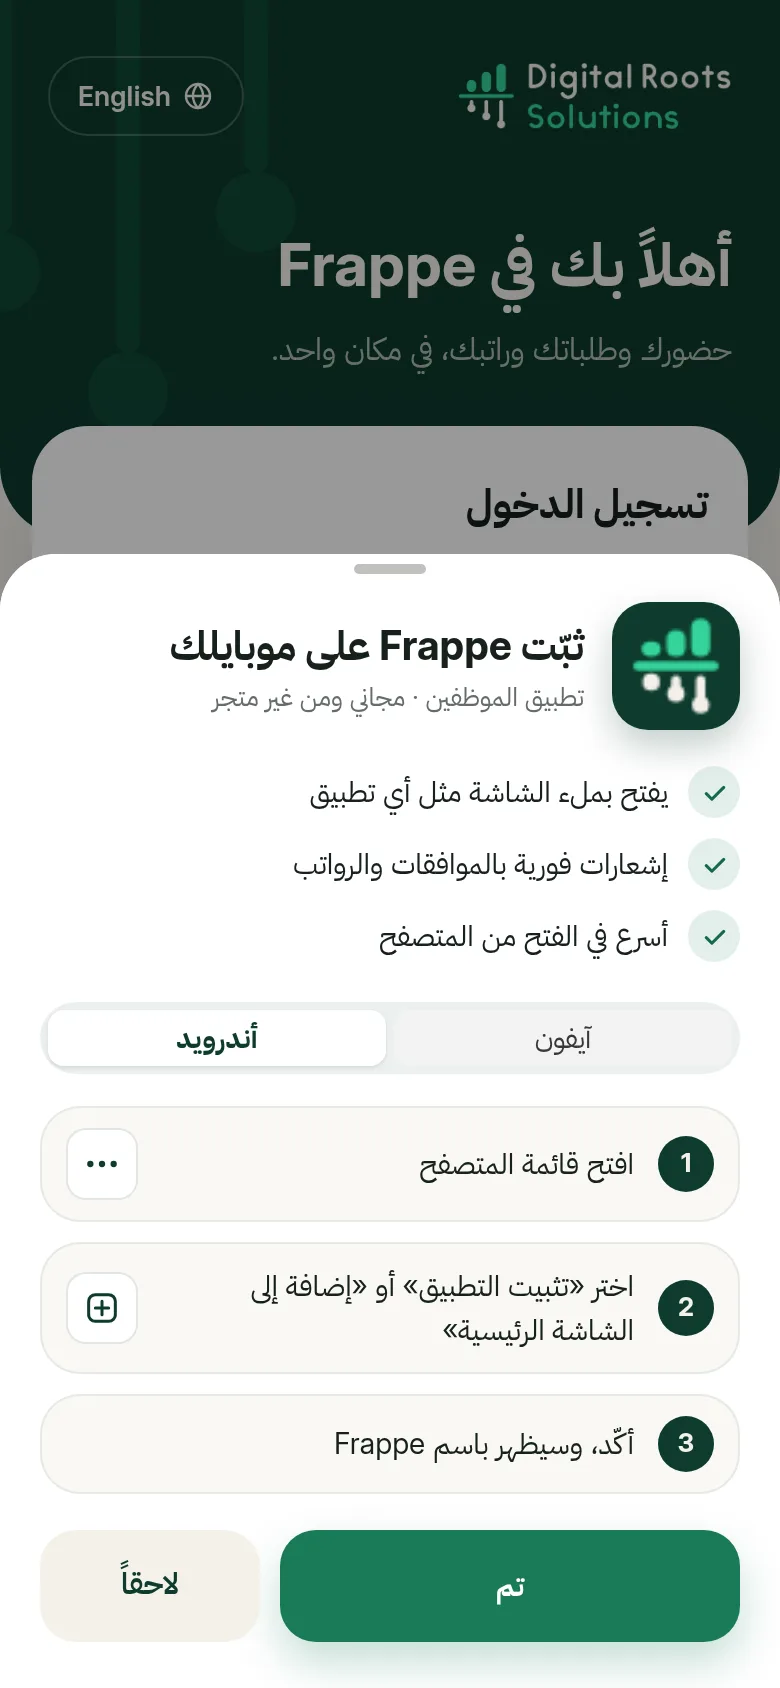 Digital Roots
Solutions
English
أهلاً بك في Frappe
حضورك وطلباتك وراتبك، في مكان واحد.
تسجيل الدخول
ثبّت Frappe على موبايلك
تطبيق الموظفين · مجاني ومن غير متجر
يفتح بملء الشاشة مثل أي تطبيق
إشعارات فورية بالموافقات والرواتب
أسرع في الفتح من المتصفح
آيفون
أندرويد
1
افتح قائمة المتصفح
2
اختر «تثبيت التطبيق» أو «إضافة إلى
الشاشة الرئيسية»
3
أكّد، وسيظهر باسم Frappe
تم
لاحقاً